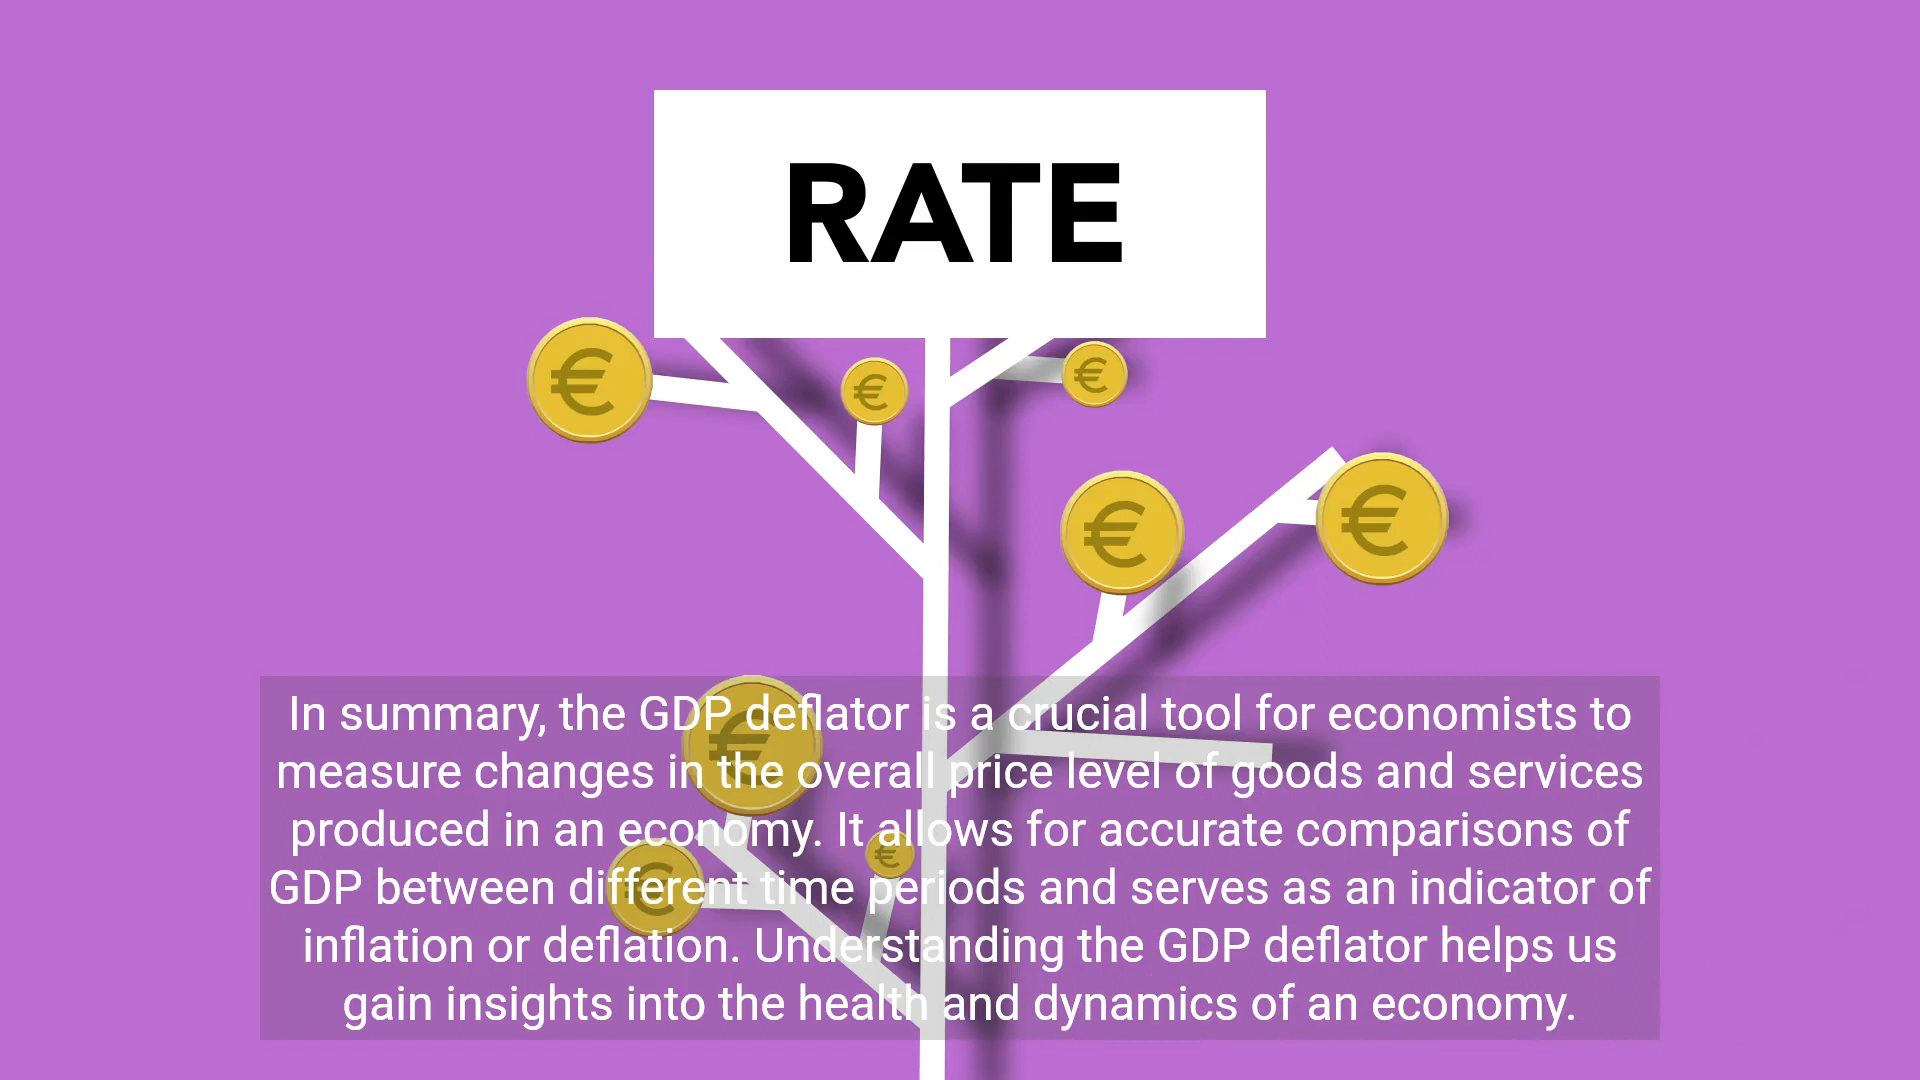 RATE
In summary, the GDP deflator is a crucial tool for economists to
measure changes in the overall price level of goods and services
produced in an economy. It allows for accurate comparisons of
GDP between different time periods and serves as an indicator of
inflation or deflation. Understanding the GDP deflator helps us
gain insights into the health and dynamics of an economy.